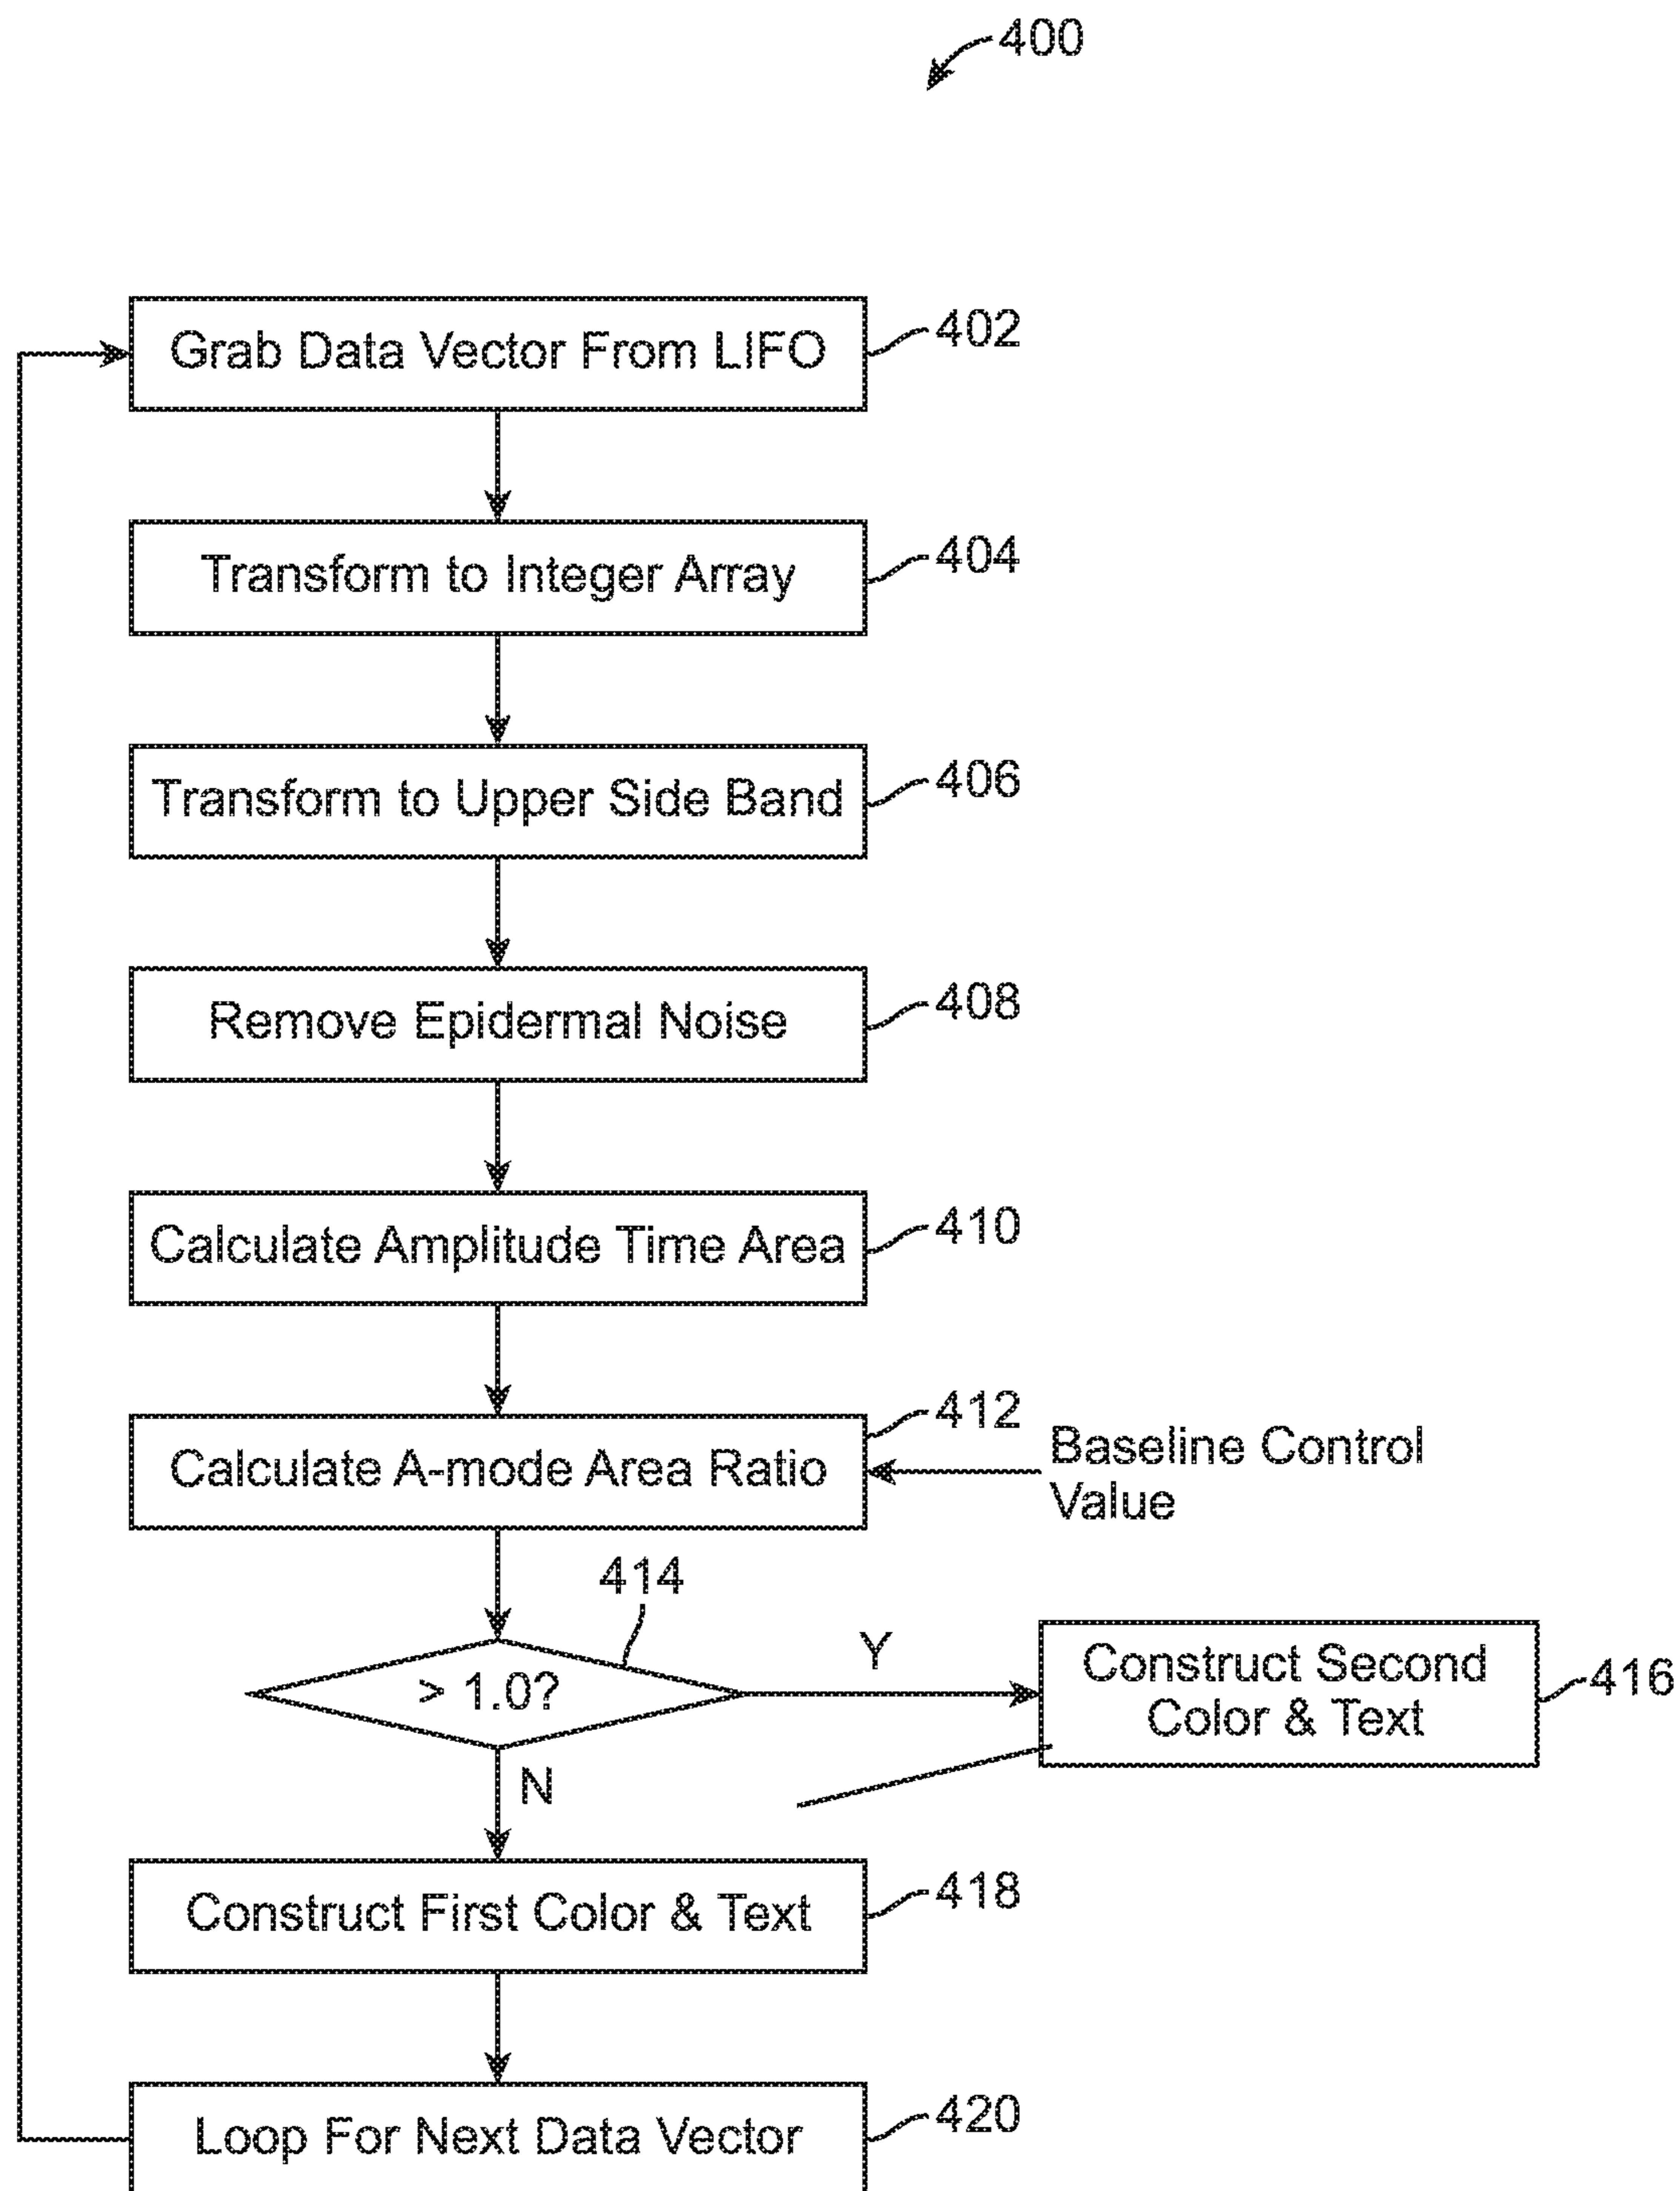 400
Grab Data Vector From LIFO
402
Transform to Integer Array
404
Transform to Upper Side Band
406
Remove Epidermal Noise
408
Calculate Amplitude Time Area
410
Calculate A-mode Area Ratio
412
Baseline Control
Value
414
> 1.0?
Y
Construct Second
Color & Text
416
N
Construct First Color & Text
418
Loop For Next Data Vector
420